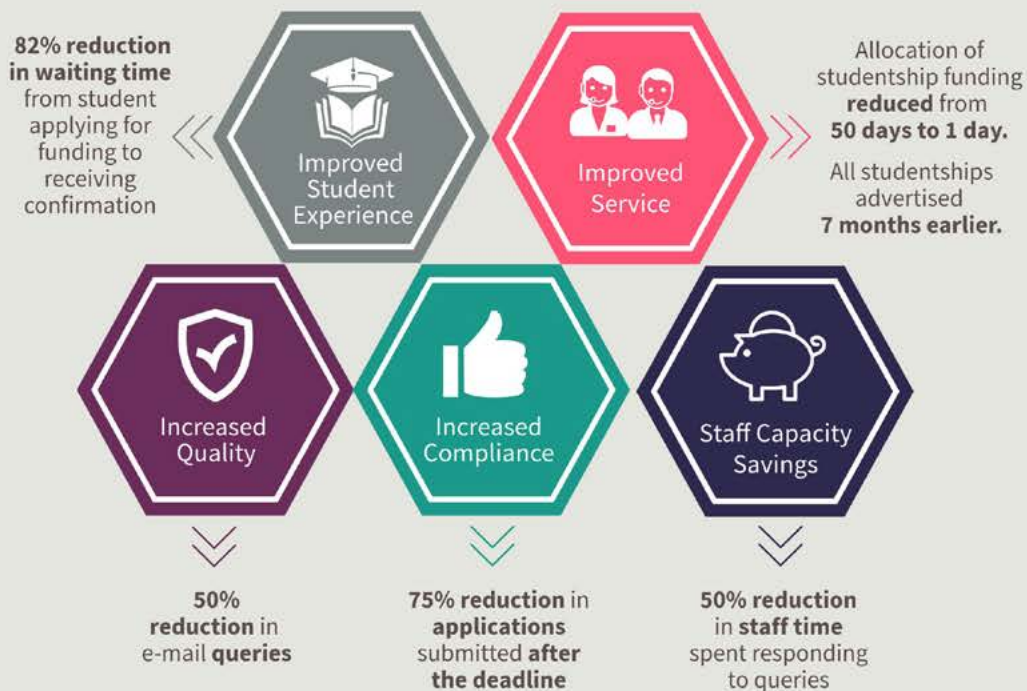 82% reduction
in waiting time
from student
applying for
funding to
receiving
confirmation
Improved
Student
Experience
Improved
Service
Allocation of
studentship funding
reduced from
50 days to 1 day.
All studentships
advertised
7 months earlier.
Increased
Quality
Increased
Compliance
Staff Capacity
Savings
50%
reduction in
e-mail queries
75% reduction in
applications
submitted after
the deadline
50% reduction
in staff time
spent responding
to queries